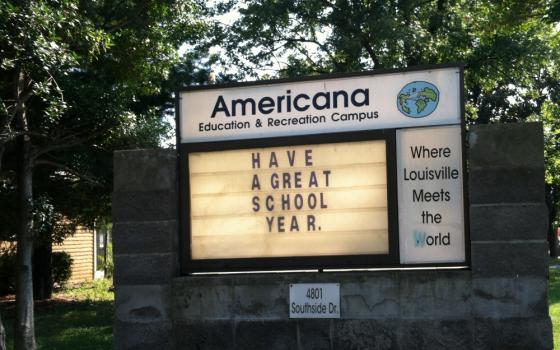 Americana
Education & Recreation Campus
HAVE
A GREAT
SCHOOL
YEAR.
Where
Louisville
Meets
the
World
4801
Southside Dr.